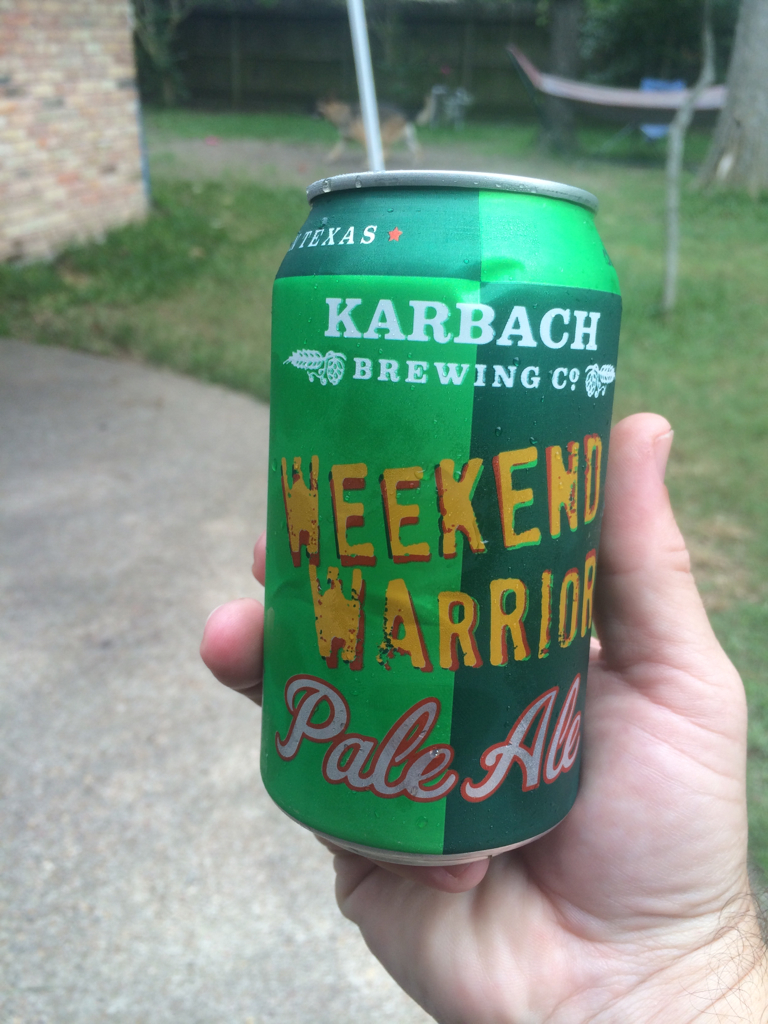 TEXAS
KARBACH
BREWING Cº
WEEKEND
WARRIOR
Pale Ale